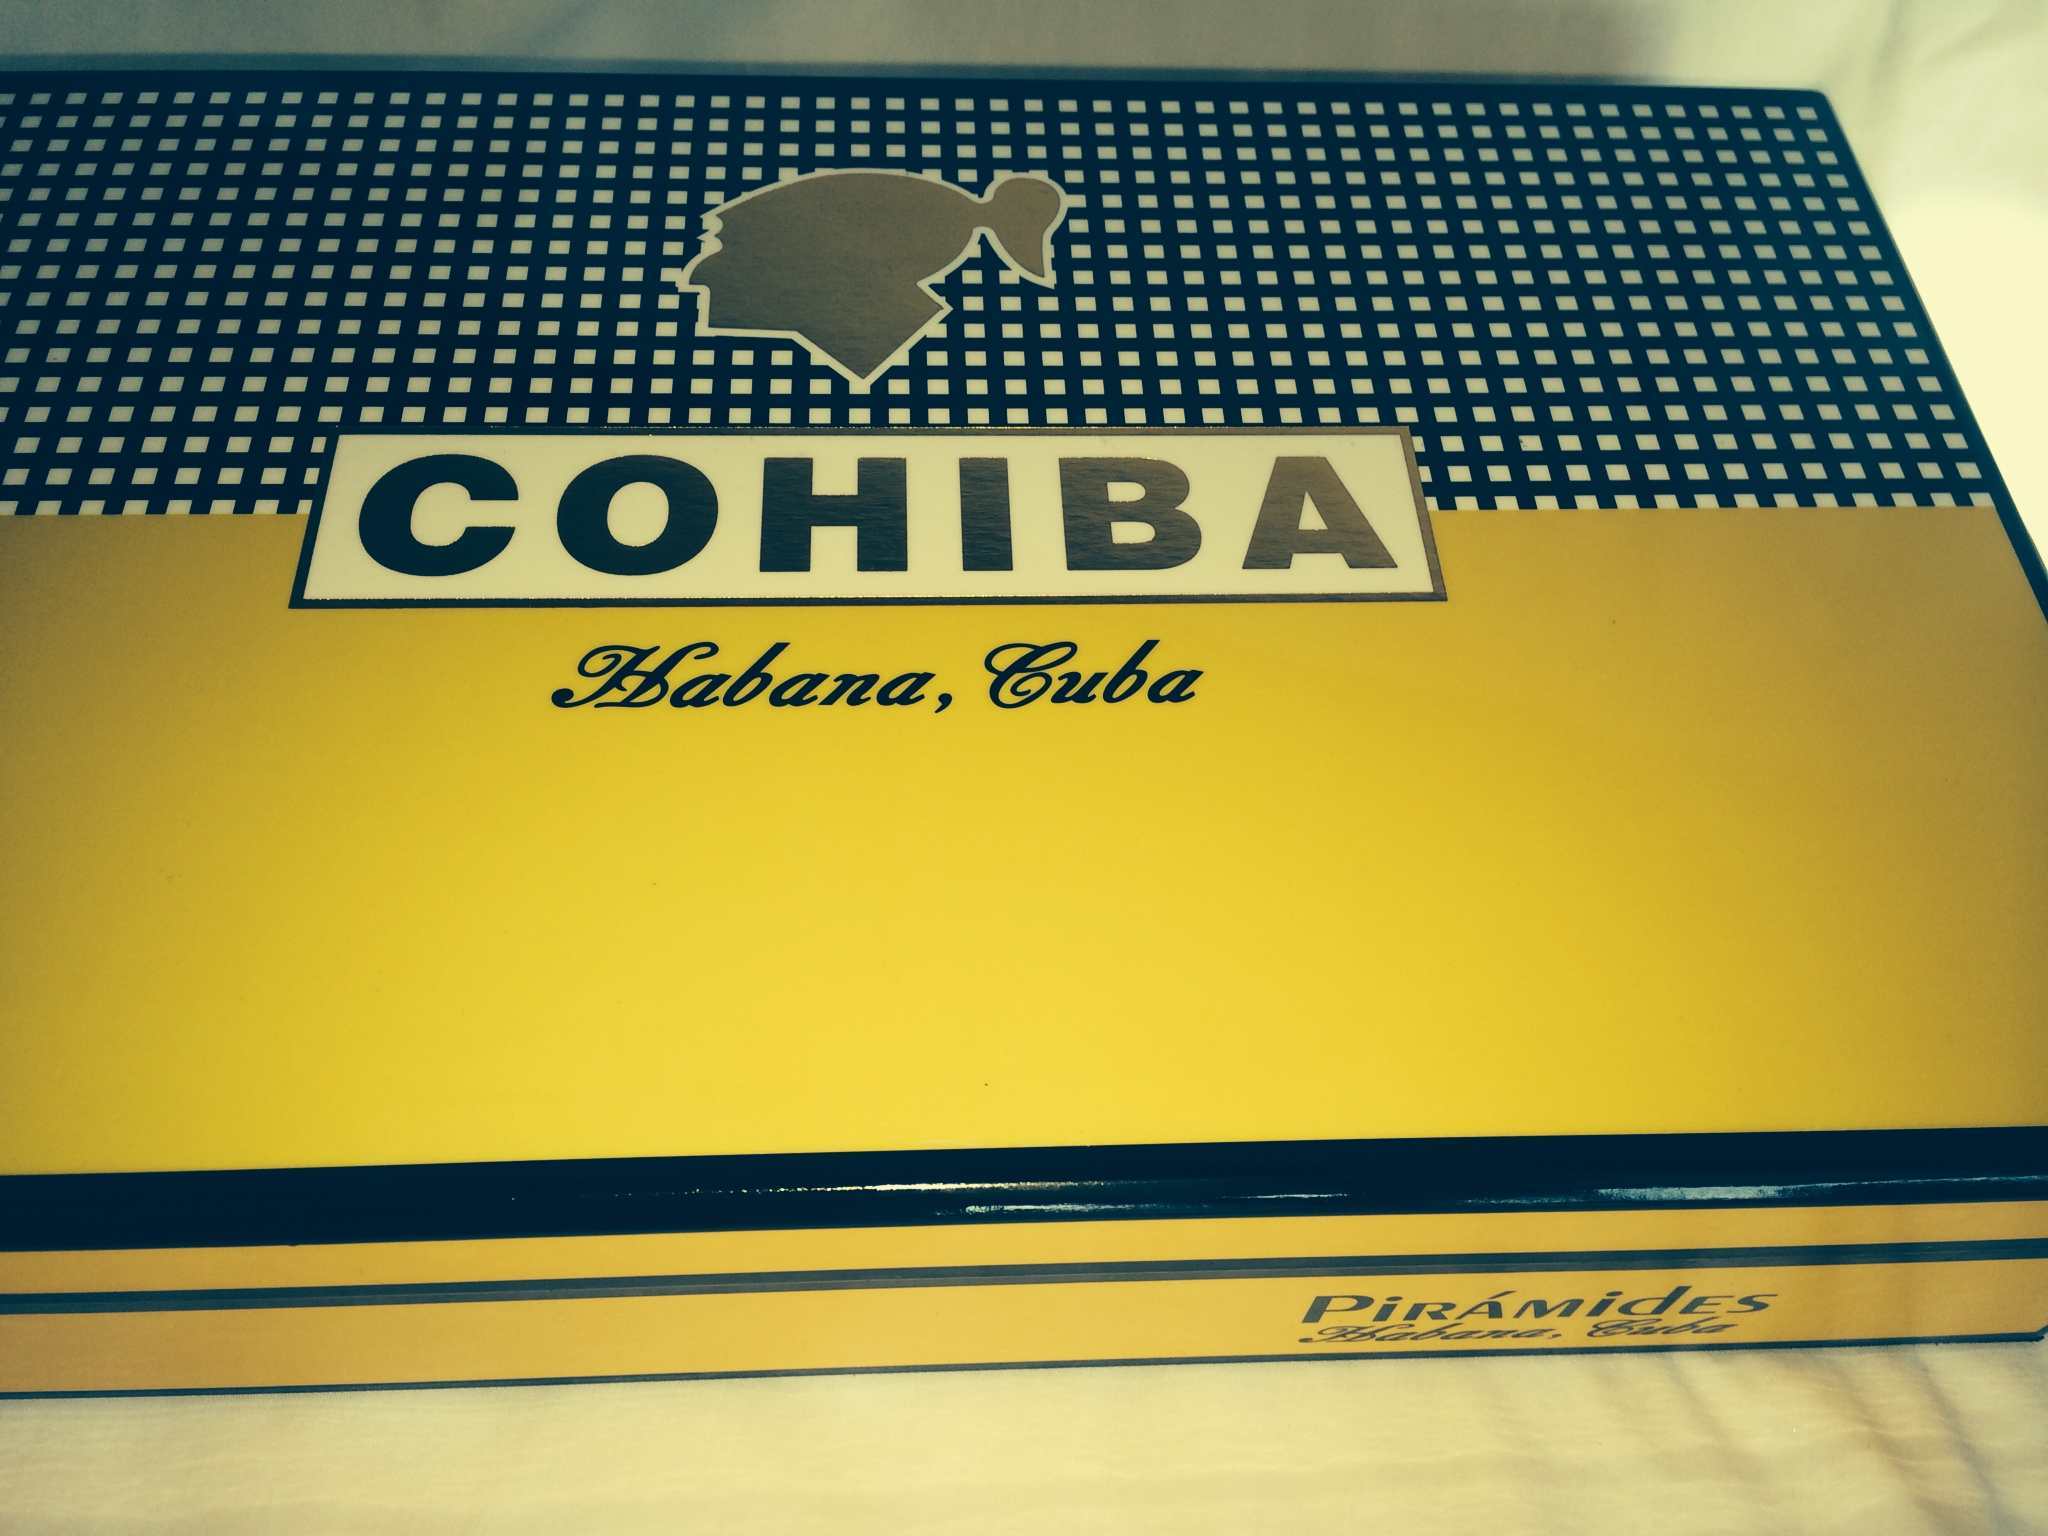 COHIBA
Habana, Cuba
PIRÁMIDES
Habana, Cuba